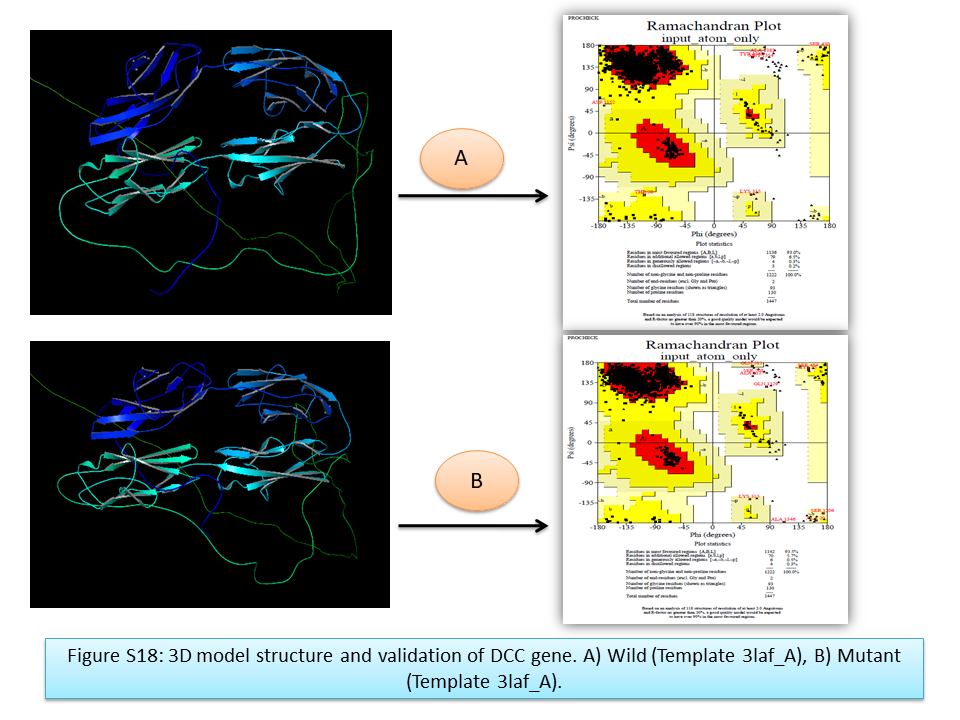 PROCHECK
Ramachandran Plot
input_atom_only
180
135
90
45
0
-45
-90
-135
Psi (degrees)
-180 -135 -90 -45 0 45 90 135 180
Phi (degrees)
Plot statistics
Residues in most favoured regions [A,B,L] 1136 93.0%
Residues in additional allowed regions [a,b,l,p] 79 6.5%
Residues in generously allowed regions [~a,~b,~l,~p] 4 0.3%
Residues in disallowed regions 3 0.2%
Number of non-glycine and non-proline residues 1222 100.0%
Number of end-residues (excl. Gly and Pro) 2
Number of glycine residues (shown as triangles) 93
Number of proline residues 130
Total number of residues 1447
Based on an analysis of 118 structures of resolution of at least 2.0 Angstroms
and R-factor no greater than 20%, a good quality model would be expected
to have over 90% in the most favoured regions.
A
PROCHECK
Ramachandran Plot
input_atom_only
180
135
90
45
0
-45
-90
-135
Psi (degrees)
-180 -135 -90 -45 0 45 90 135 180
Phi (degrees)
Plot statistics
Residues in most favoured regions [A,B,L] 1142 93.5%
Residues in additional allowed regions [a,b,l,p] 70 5.7%
Residues in generously allowed regions [~a,~b,~l,~p] 6 0.5%
Residues in disallowed regions 4 0.3%
Number of non-glycine and non-proline residues 1222 100.0%
Number of end-residues (excl. Gly and Pro) 2
Number of glycine residues (shown as triangles) 93
Number of proline residues 130
Total number of residues 1447
Based on an analysis of 118 structures of resolution of at least 2.0 Angstroms
and R-factor no greater than 20%, a good quality model would be expected
to have over 90% in the most favoured regions.
B
Figure S18: 3D model structure and validation of DCC gene. A) Wild (Template 3laf_A), B) Mutant
(Template 3laf_A).